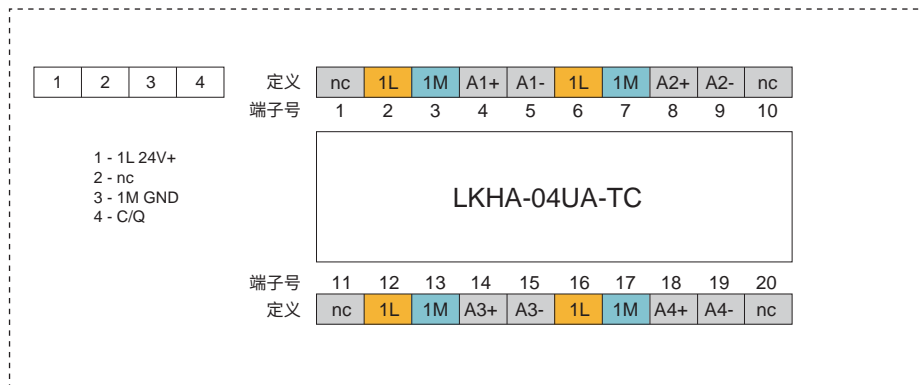 1 2 3 4
定义 nc 1L 1M A1+ A1- 1L 1M A2+ A2- nc
端子号 1 2 3 4 5 6 7 8 9 10
1 - 1L 24V+
2 - nc
3 - 1M GND
4 - C/Q
LKHA-04UA-TC
端子号 11 12 13 14 15 16 17 18 19 20
定义 nc 1L 1M A3+ A3- 1L 1M A4+ A4- nc